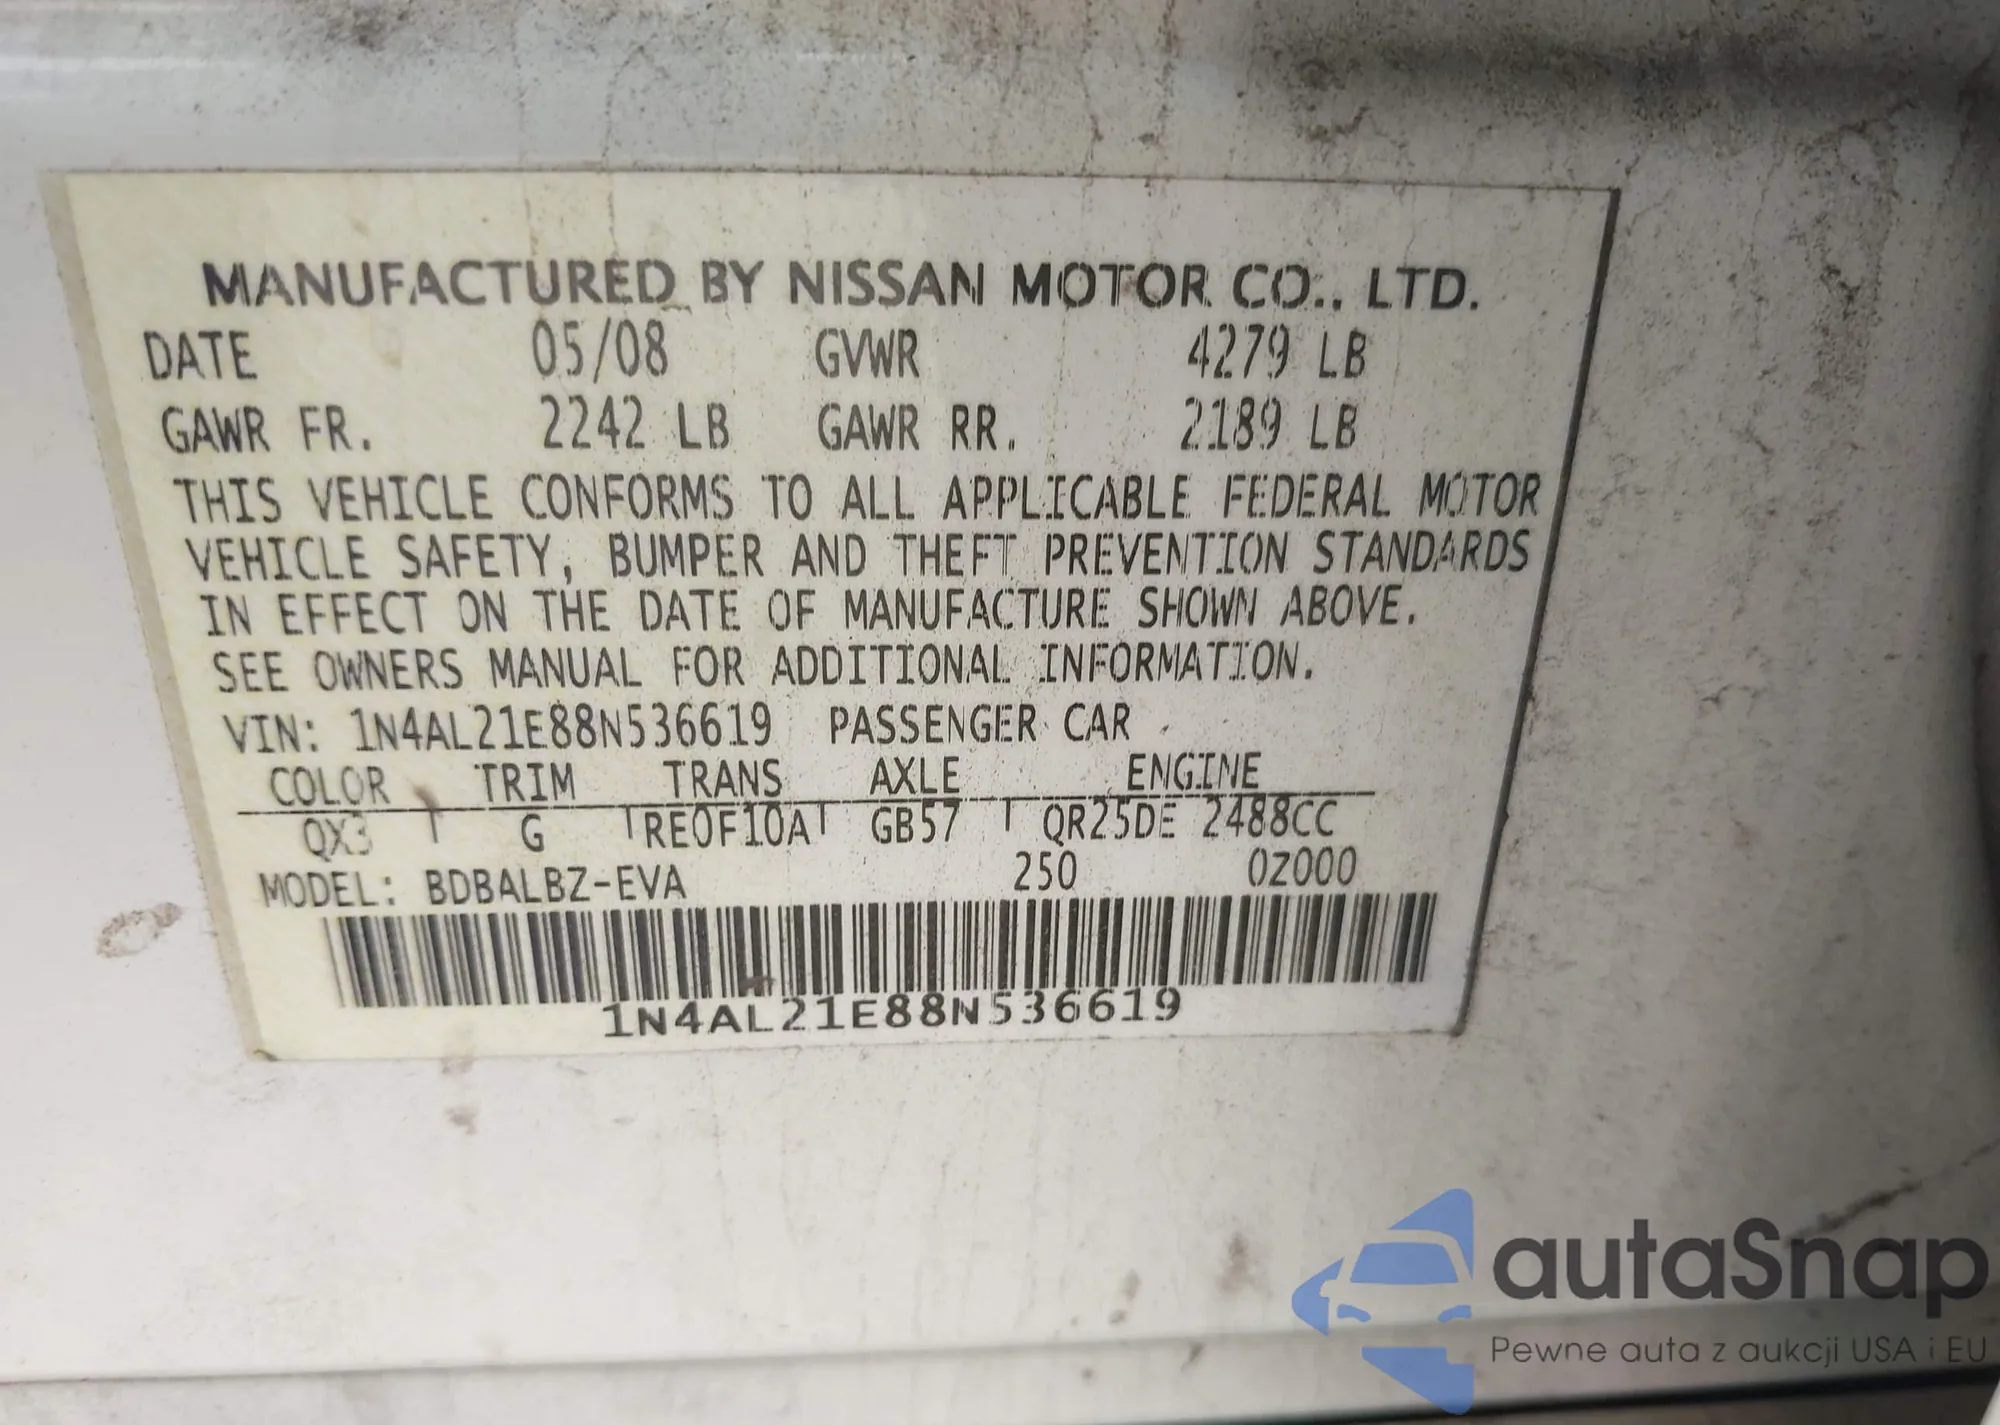 MANUFACTURED BY NISSAN MOTOR CO., LTD.
DATE 05/08 GVWR 4279 LB
GAWR FR. 2242 LB GAWR RR. 2189 LB
THIS VEHICLE CONFORMS TO ALL APPLICABLE FEDERAL MOTOR
VEHICLE SAFETY, BUMPER AND THEFT PREVENTION STANDARDS
IN EFFECT ON THE DATE OF MANUFACTURE SHOWN ABOVE.
SEE OWNERS MANUAL FOR ADDITIONAL INFORMATION.
VIN: 1N4AL21E88N536619 PASSENGER CAR
COLOR TRIM TRANS AXLE ENGINE
QX3 G RE0F10A GB57 QR25DE 2488CC
MODEL: BDBALBZ-EVA 250 0Z000
1N4AL21E88N536619
autaSnap
Pewne auta z aukcji USA i EU